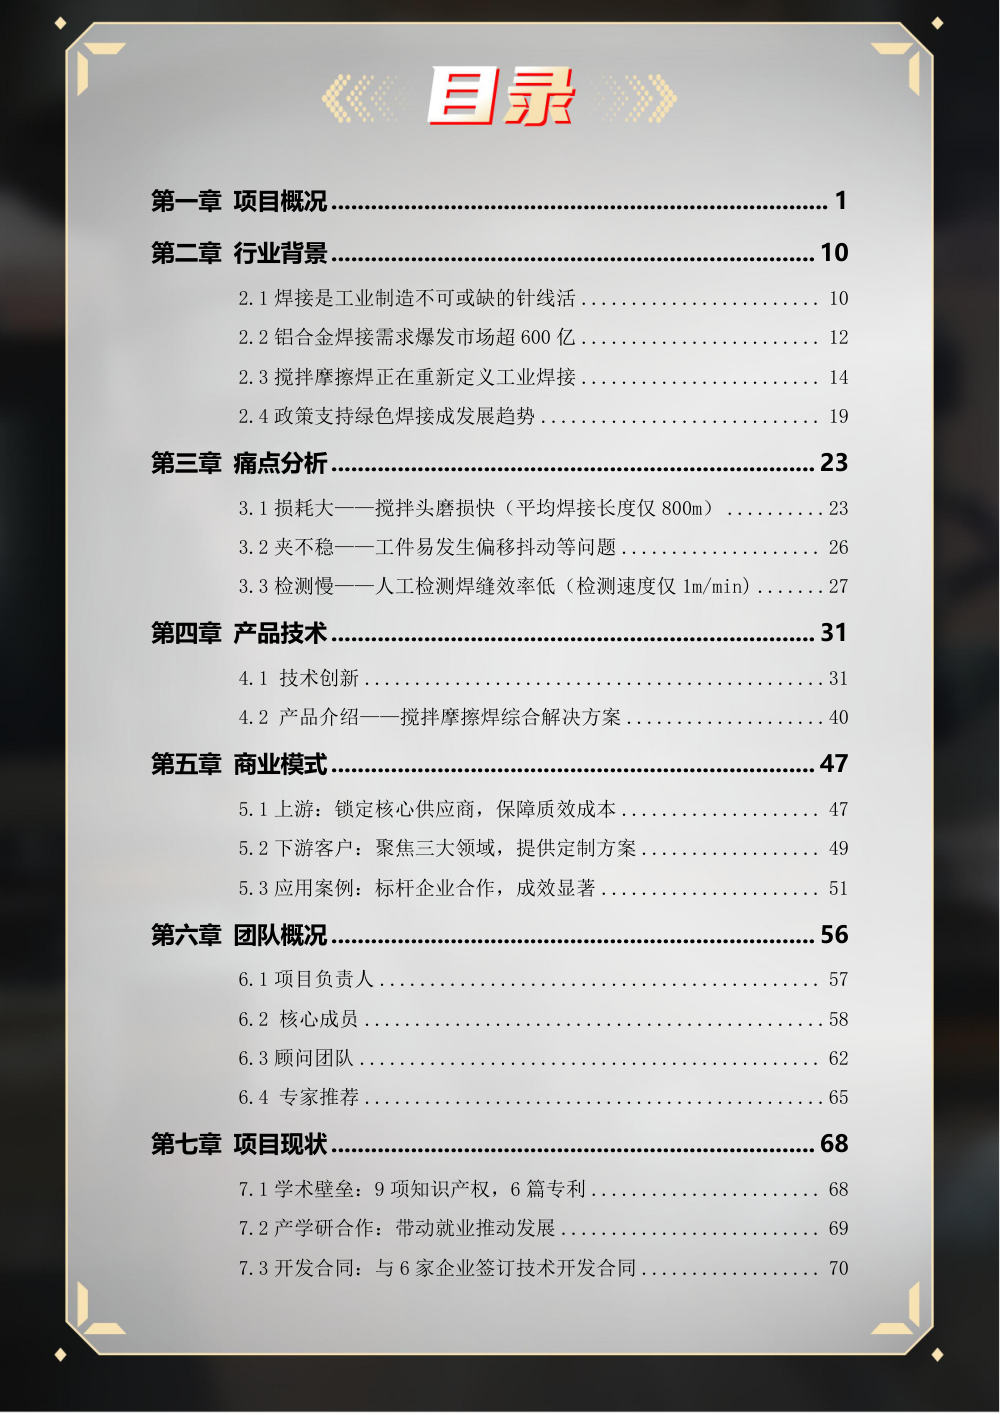 目录
第一章 项目概况........................................................................... 1
第二章 行业背景......................................................................... 10
2.1 焊接是工业制造不可或缺的针线活........................ 10
2.2 铝合金焊接需求爆发市场超 600 亿........................ 12
2.3 搅拌摩擦焊正在重新定义工业焊接........................ 14
2.4 政策支持绿色焊接成发展趋势............................ 19
第三章 痛点分析......................................................................... 23
3.1 损耗大——搅拌头磨损快（平均焊接长度仅 800m）..........23
3.2 夹不稳——工件易发生偏移抖动等问题.................... 26
3.3 检测慢——人工检测焊缝效率低（检测速度仅 1m/min).......27
第四章 产品技术......................................................................... 31
4.1 技术创新..............................................31
4.2 产品介绍——搅拌摩擦焊综合解决方案....................40
第五章 商业模式......................................................................... 47
5.1 上游：锁定核心供应商，保障质效成本.................... 47
5.2 下游客户：聚焦三大领域，提供定制方案.................. 49
5.3 应用案例：标杆企业合作，成效显著...................... 51
第六章 团队概况......................................................................... 56
6.1 项目负责人............................................ 57
6.2 核心成员..............................................58
6.3 顾问团队.............................................. 62
6.4 专家推荐..............................................65
第七章 项目现状......................................................................... 68
7.1 学术壁垒：9 项知识产权，6 篇专利....................... 68
7.2 产学研合作：带动就业推动发展.......................... 69
7.3 开发合同：与 6 家企业签订技术开发合同.................. 70